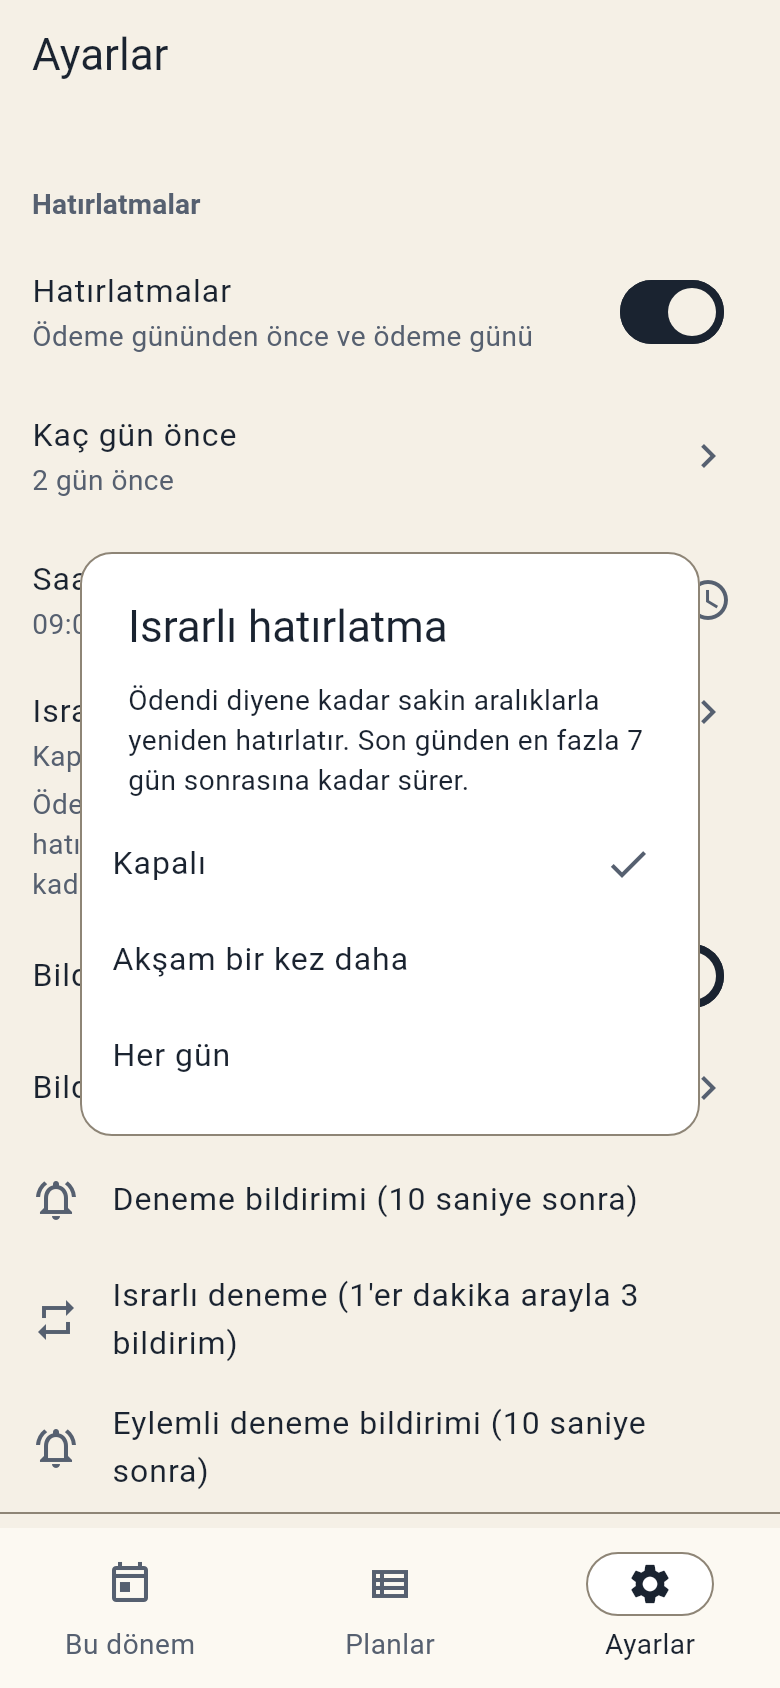 Ayarlar
Hatırlatmalar
Hatırlatmalar
Ödeme gününden önce ve ödeme günü
Kaç gün önce
2 gün önce
Israrlı hatırlatma
Ödendi diyene kadar sakin aralıklarla
yeniden hatırlatır. Son günden en fazla 7
gün sonrasına kadar sürer.
Kapalı
Akşam bir kez daha
Her gün
Deneme bildirimi (10 saniye sonra)
Israrlı deneme (1'er dakika arayla 3
bildirim)
Eylemli deneme bildirimi (10 saniye
sonra)
Bu dönem
Planlar
Ayarlar